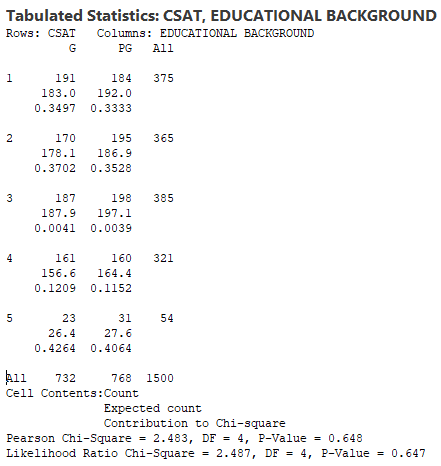 Tabulated Statistics: CSAT, EDUCATIONAL BACKGROUND
Rows: CSAT   Columns: EDUCATIONAL BACKGROUND
G   PG   All
1   191   184   375
183.0   192.0
0.3497   0.3333
2   170   195   365
178.1   186.9
0.3702   0.3528
3   187   198   385
187.9   197.1
0.0041   0.0039
4   161   160   321
156.6   164.4
0.1209   0.1152
5   23   31   54
26.4   27.6
0.4264   0.4064
All   732   768   1500
Cell Contents:Count
Expected count
Contribution to Chi-square
Pearson Chi-Square = 2.483, DF = 4, P-Value = 0.648
Likelihood Ratio Chi-Square = 2.487, DF = 4, P-Value = 0.647